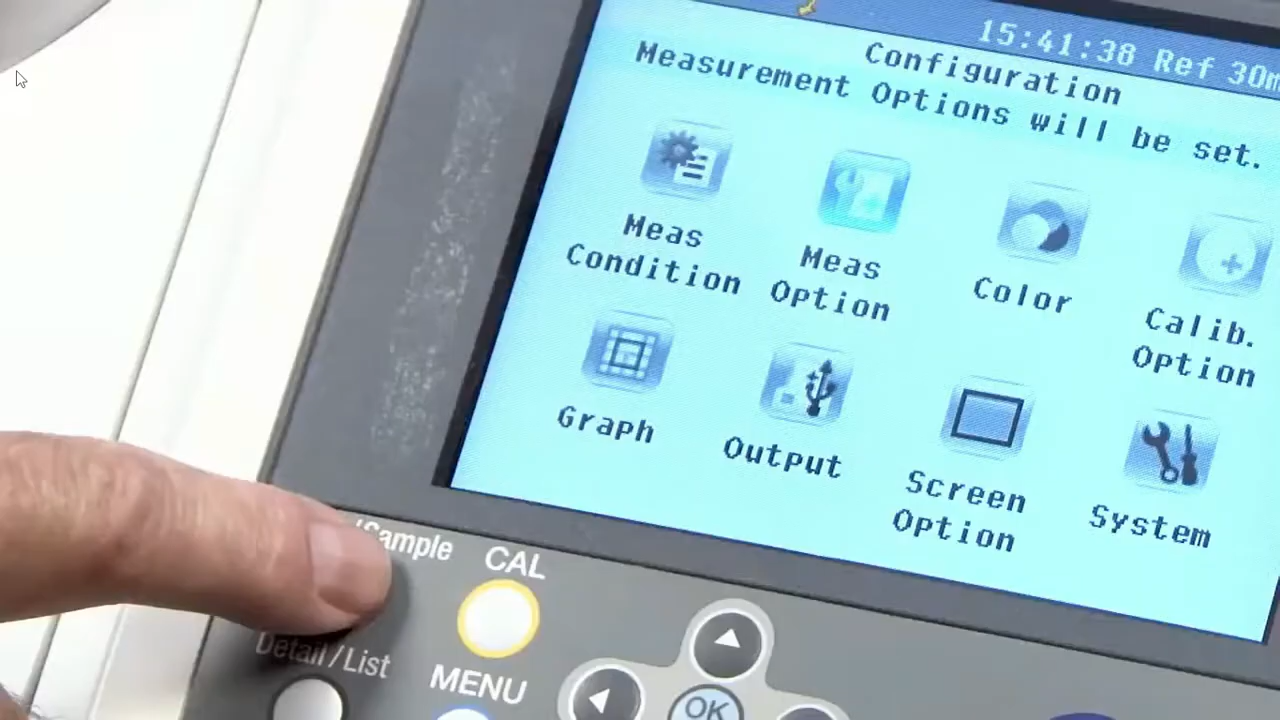 15:41:38 Ref 30m
Configuration
Measurement Options will be set.
Meas
Condition
Meas
Option
Color
Calib.
Option
Graph
Output
Screen
Option
System
/Sample
CAL
Detail/List
MENU
OK